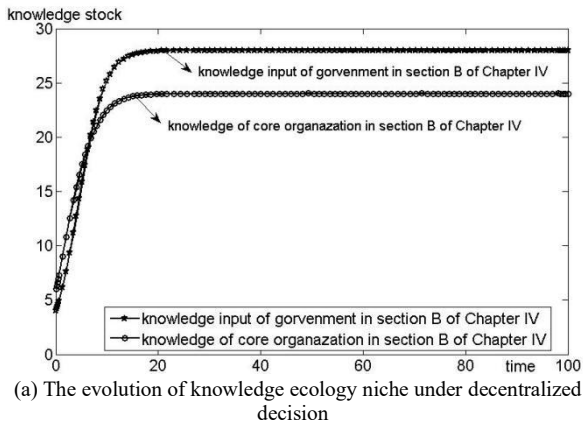 knowledge stock
30
25
20
15
10
5
0
knowledge input of gorvenment in section B of Chapter IV
knowledge of core organazation in section B of Chapter IV
knowledge input of gorvenment in section B of Chapter IV
knowledge of core organazation in section B of Chapter IV
0 20 40 60 80 time 100
(a) The evolution of knowledge ecology niche under decentralized
decision